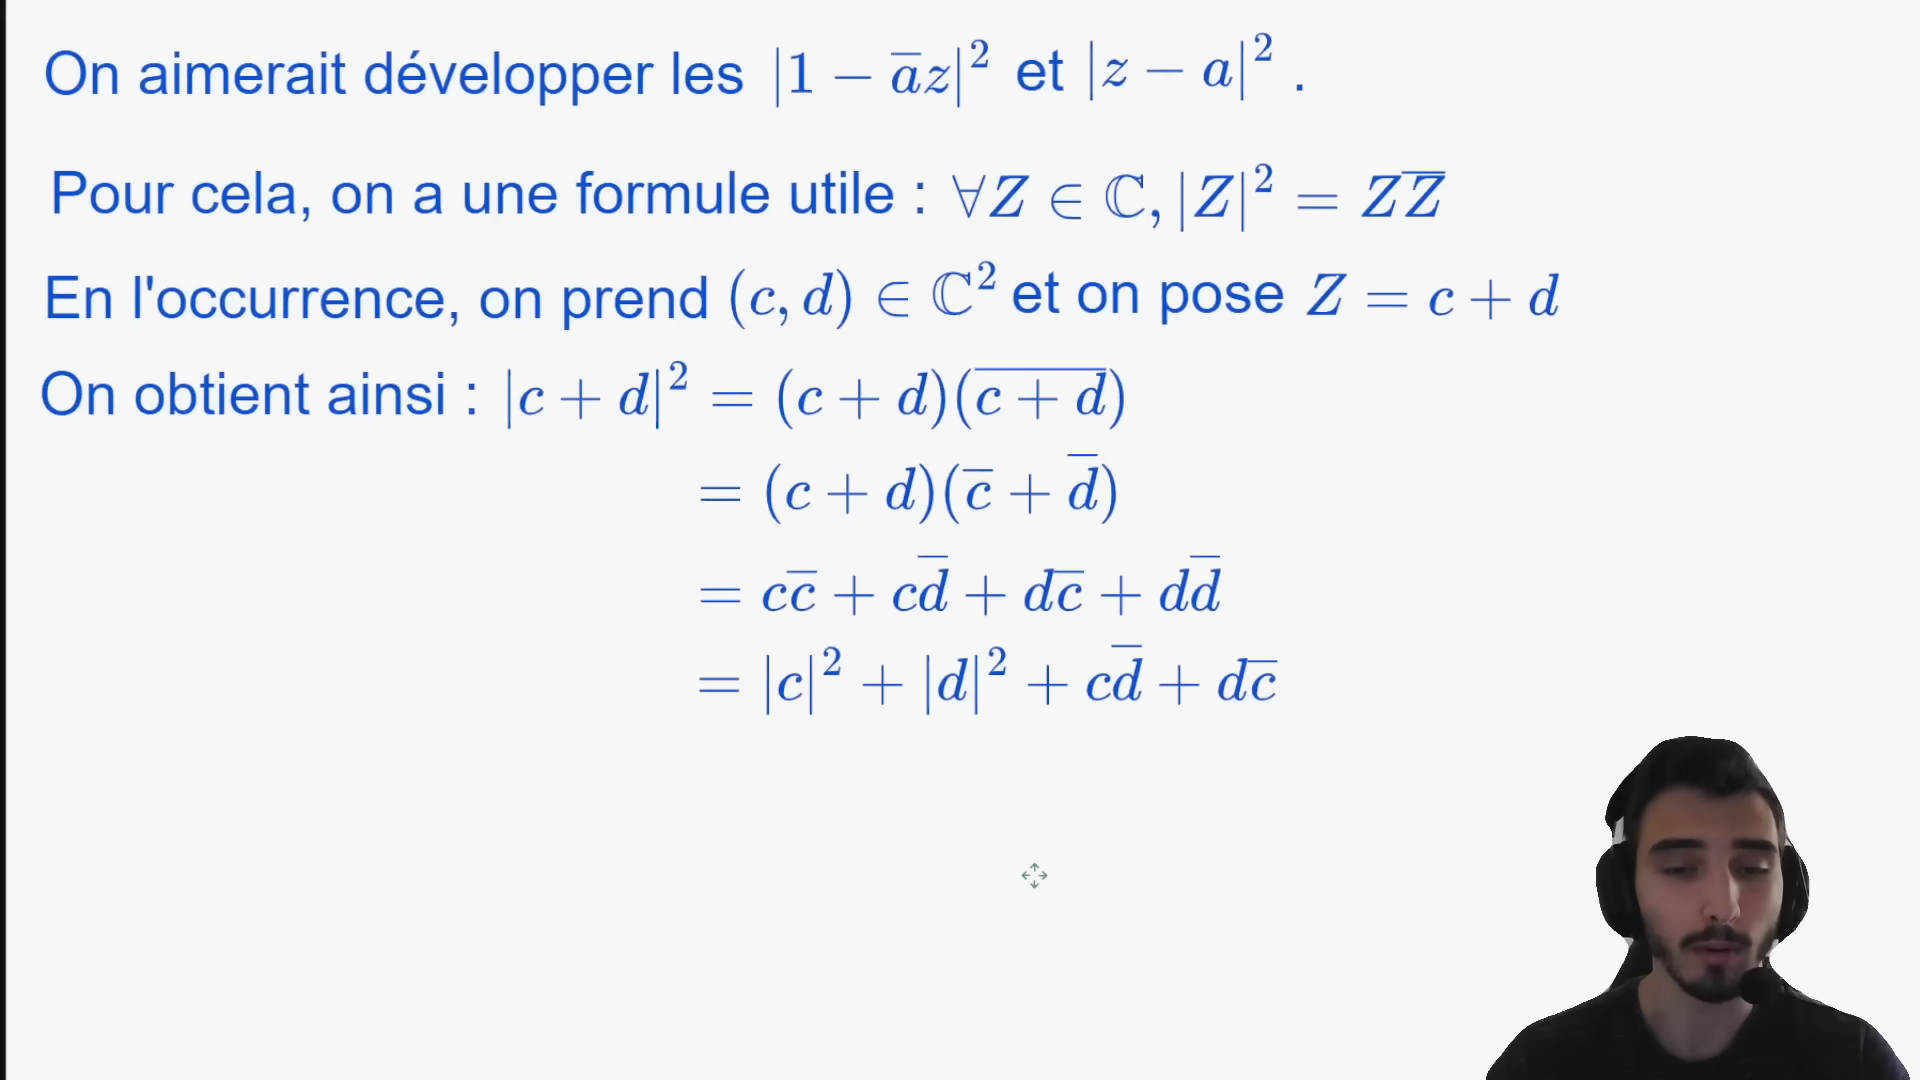 On aimerait développer les |1 − a̅z|² et |z − a|² .
Pour cela, on a une formule utile : ∀Z ∈ ℂ, |Z|² = ZZ̅
En l'occurrence, on prend (c, d) ∈ ℂ² et on pose Z = c + d
On obtient ainsi : |c + d|² = (c + d)(c̅ ̅+̅ ̅d̅)
= (c + d)(c̅ + d̅)
= cc̅ + cd̅ + dc̅ + dd̅
= |c|² + |d|² + cd̅ + dc̅